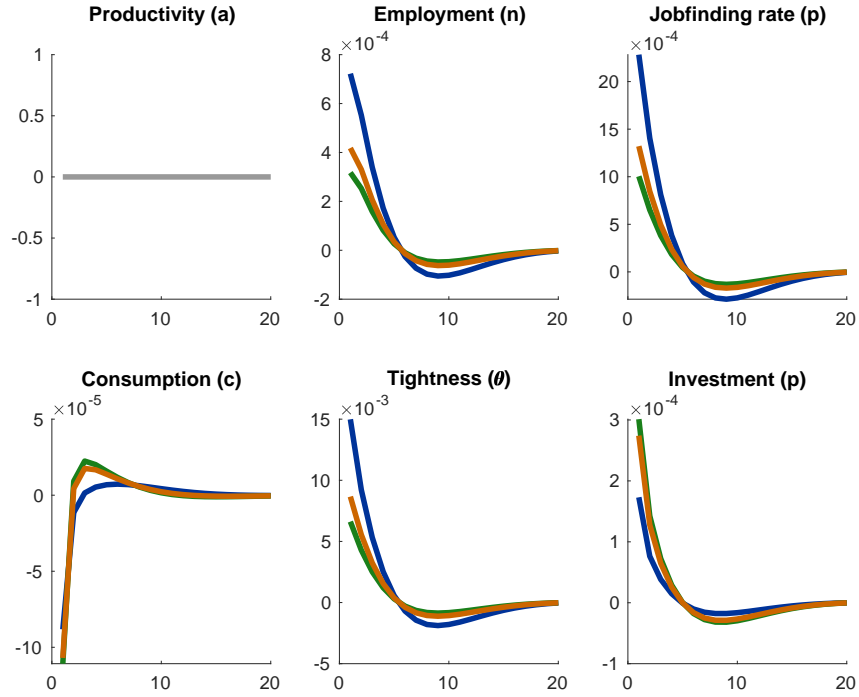 Productivity (a)
1
0.5
0
-0.5
-1
0 10 20
Employment (n)
×10⁻⁴
8
6
4
2
0
-2
0 10 20
Jobfinding rate (p)
×10⁻⁴
20
10
0
0 10 20
Consumption (c)
×10⁻⁵
5
0
-5
-10
0 10 20
Tightness (θ)
×10⁻³
15
10
5
0
-5
0 10 20
Investment (p)
×10⁻⁴
3
2
1
0
-1
0 10 20